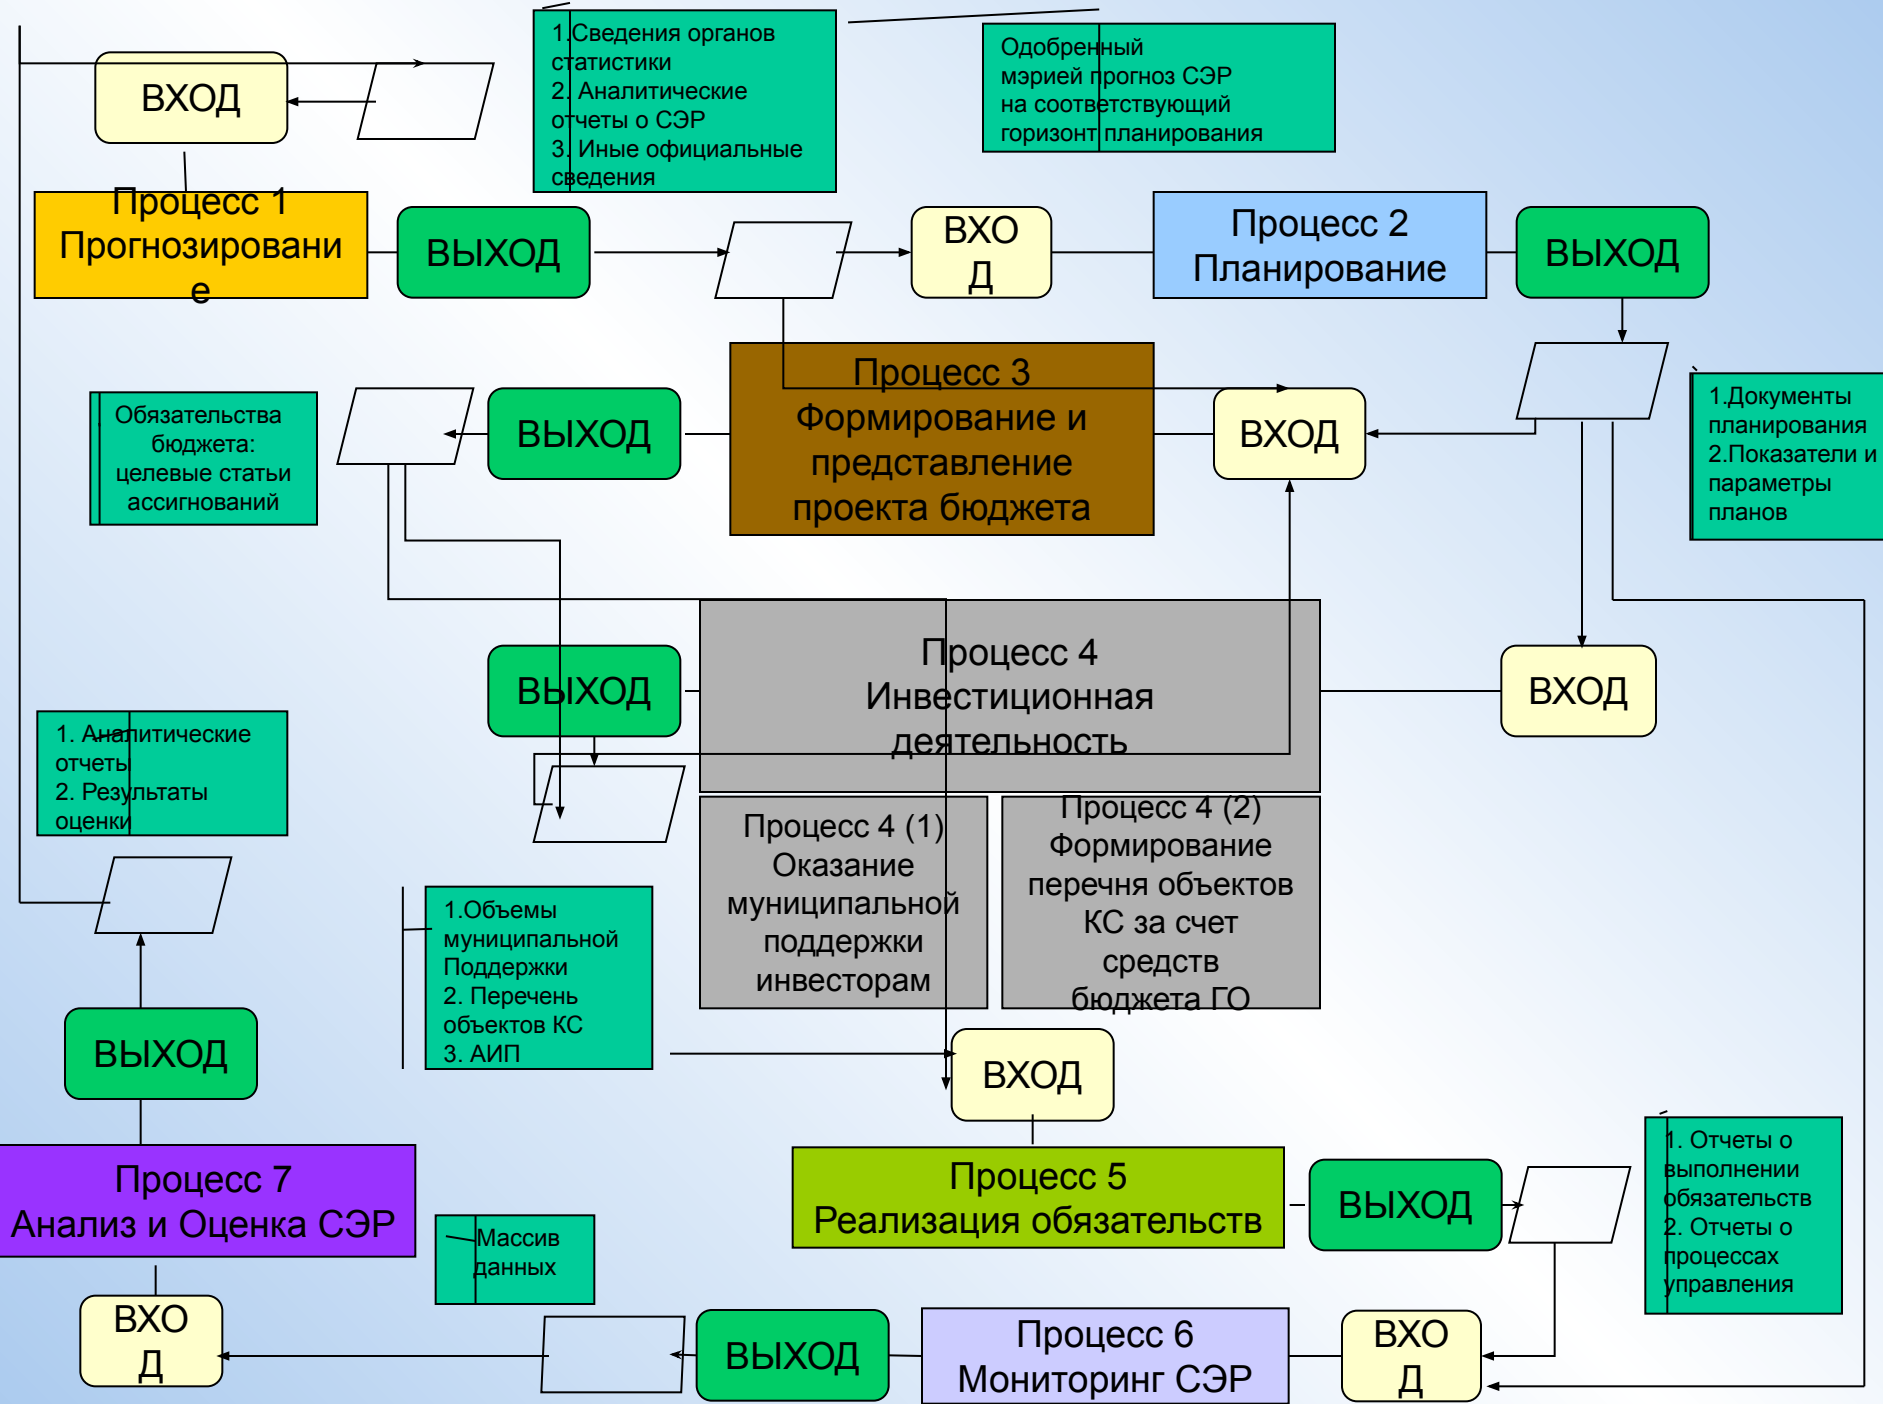 1.Сведения органов
статистики
2. Аналитические
отчеты о СЭР
3. Иные официальные
сведения
Одобренный
мэрией прогноз СЭР
на соответствующий
горизонт планирования
ВХОД
Процесс 1
Прогнозировани
е
ВЫХОД
ВХО
Д
Процесс 2
Планирование
ВЫХОД
Обязательства
бюджета:
целевые статьи
ассигнований
ВЫХОД
Процесс 3
Формирование и
представление
проекта бюджета
ВХОД
1.Документы
планирования
2.Показатели и
параметры
планов
ВЫХОД
Процесс 4
Инвестиционная
деятельность
ВХОД
1. Аналитические
отчеты
2. Результаты
оценки
Процесс 4 (1)
Оказание
муниципальной
поддержки
инвесторам
Процесс 4 (2)
Формирование
перечня объектов
КС за счет
средств
бюджета ГО
1.Объемы
муниципальной
Поддержки
2. Перечень
объектов КС
3. АИП
ВЫХОД
ВХОД
Процесс 7
Анализ и Оценка СЭР
Процесс 5
Реализация обязательств
ВЫХОД
1. Отчеты о
выполнении
обязательств
2. Отчеты о
процессах
управления
Массив
данных
ВХО
Д
ВЫХОД
Процесс 6
Мониторинг СЭР
ВХО
Д